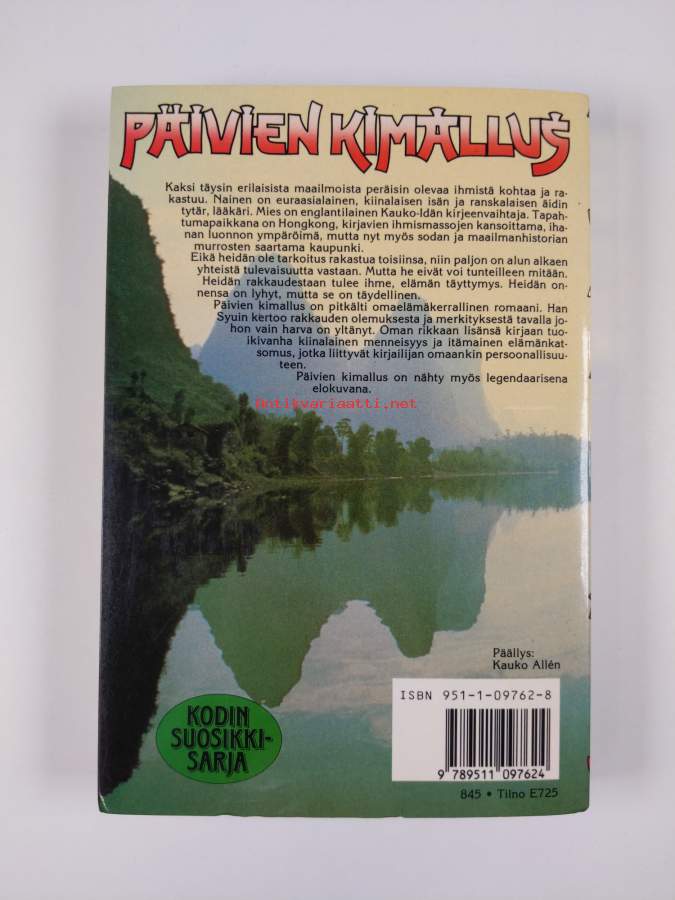 PÄIVIEN KIMALLUS
Kaksi täysin erilaisista maailmoista peräisin olevaa ihmistä kohtaa ja ra-
kastuu. Nainen on euraasialainen, kiinalaisen isän ja ranskalaisen äidin
tytär, lääkäri. Mies on englantilainen Kauko-Idän kirjeenvaihtaja. Tapah-
tumapaikkana on Hongkong, kirjavien ihmismassojen kansoittama, iha-
nan luonnon ympäröimä, mutta nyt myös sodan ja maailmanhistorian
murrosten saartama kaupunki.
Eikä heidän ole tarkoitus rakastua toisiinsa, niin paljon on alun alkaen
yhteistä tulevaisuutta vastaan. Mutta he eivät voi tunteilleen mitään.
Heidän rakkaudestaan tulee ihme, elämän täyttymys. Heidän on-
nensa on lyhyt, mutta se on täydellinen.
Päivien kimallus on pitkälti omaelämäkerrallinen romaani. Han
Syuin kertoo rakkauden olemuksesta ja merkityksestä tavalla jo-
hon vain harva on yltänyt. Oman rikkaan lisänsä kirjaan tuo
ikivanha kiinalainen menneisyys ja itämainen elämänkat-
somus, jotka liittyvät kirjailijan omaankin persoonallisuu-
teen.
Päivien kimallus on nähty myös legendaarisena
elokuvana.
Antikvariaatti.net
Päällys:
Kauko Allén
ISBN 951-1-09762-8
9 789511 097624
845 • Tilno E725
KODIN
SUOSIKKI-
SARJA